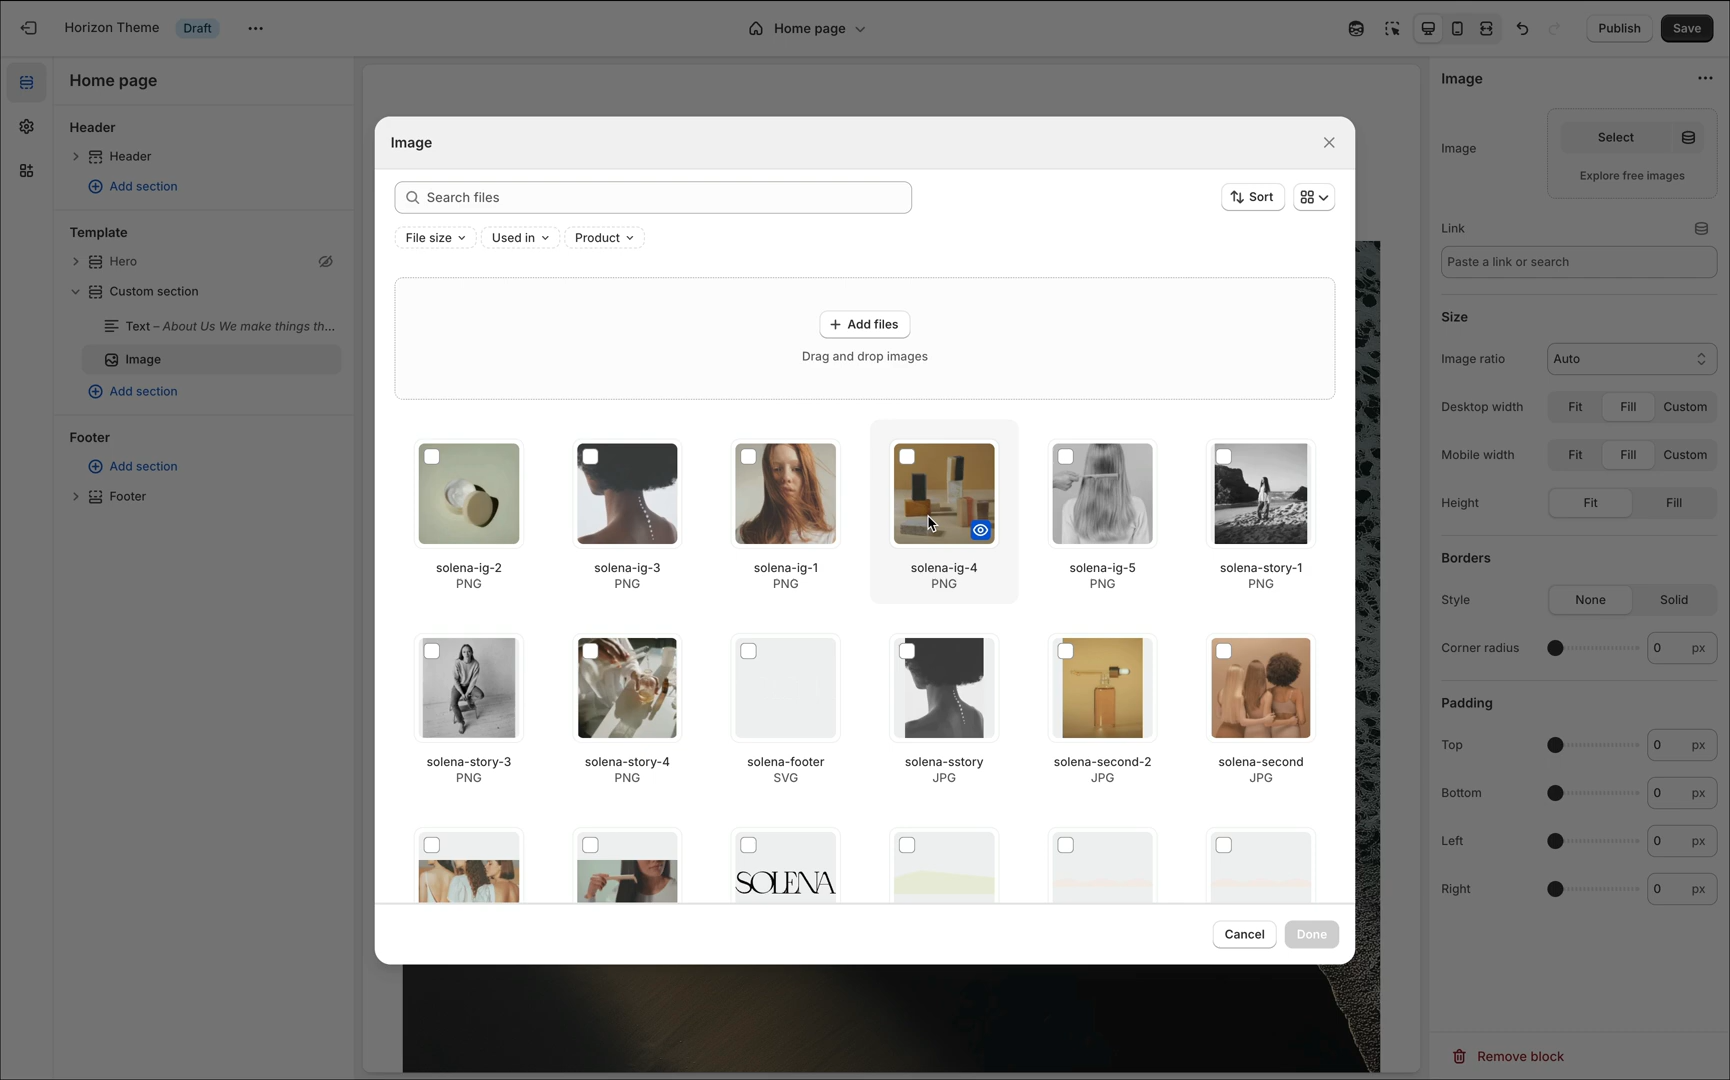 Horizon Theme
Draft
Home page
Publish
Save
Home page
Header
Header
Add section
Template
Hero
Custom section
Text – About Us We make things th...
Image
Add section
Footer
Add section
Footer
Image
Search files
Sort
File size
Used in
Product
Add files
Drag and drop images
solena-ig-2
PNG
solena-ig-3
PNG
solena-ig-1
PNG
solena-ig-4
PNG
solena-ig-5
PNG
solena-story-1
PNG
solena-story-3
PNG
solena-story-4
PNG
solena-footer
SVG
solena-sstory
JPG
solena-second-2
JPG
solena-second
JPG
SOLENA
Cancel
Done
Image
Image
Select
Explore free images
Link
Paste a link or search
Size
Image ratio
Auto
Desktop width
Fit
Fill
Custom
Mobile width
Fit
Fill
Custom
Height
Fit
Fill
Borders
Style
None
Solid
Corner radius
0 px
Padding
Top
0 px
Bottom
0 px
Left
0 px
Right
0 px
Remove block